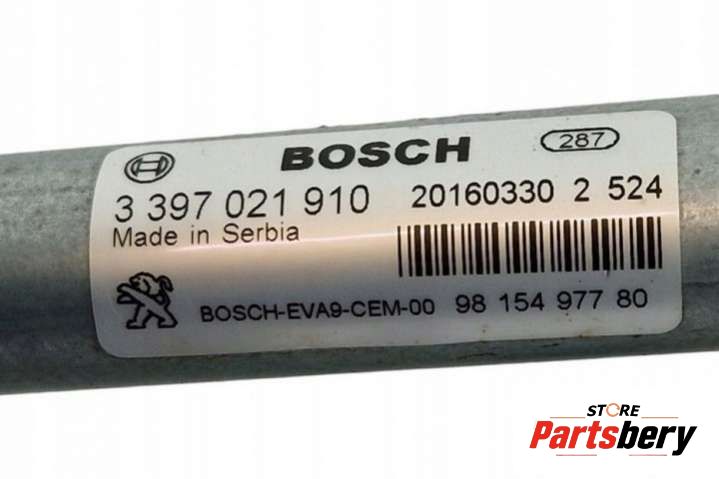 BOSCH 287
3 397 021 910 20160330 2 524
Made in Serbia
BOSCH-EVA9-CEM-00 98 154 977 80
STORE
Partsbery